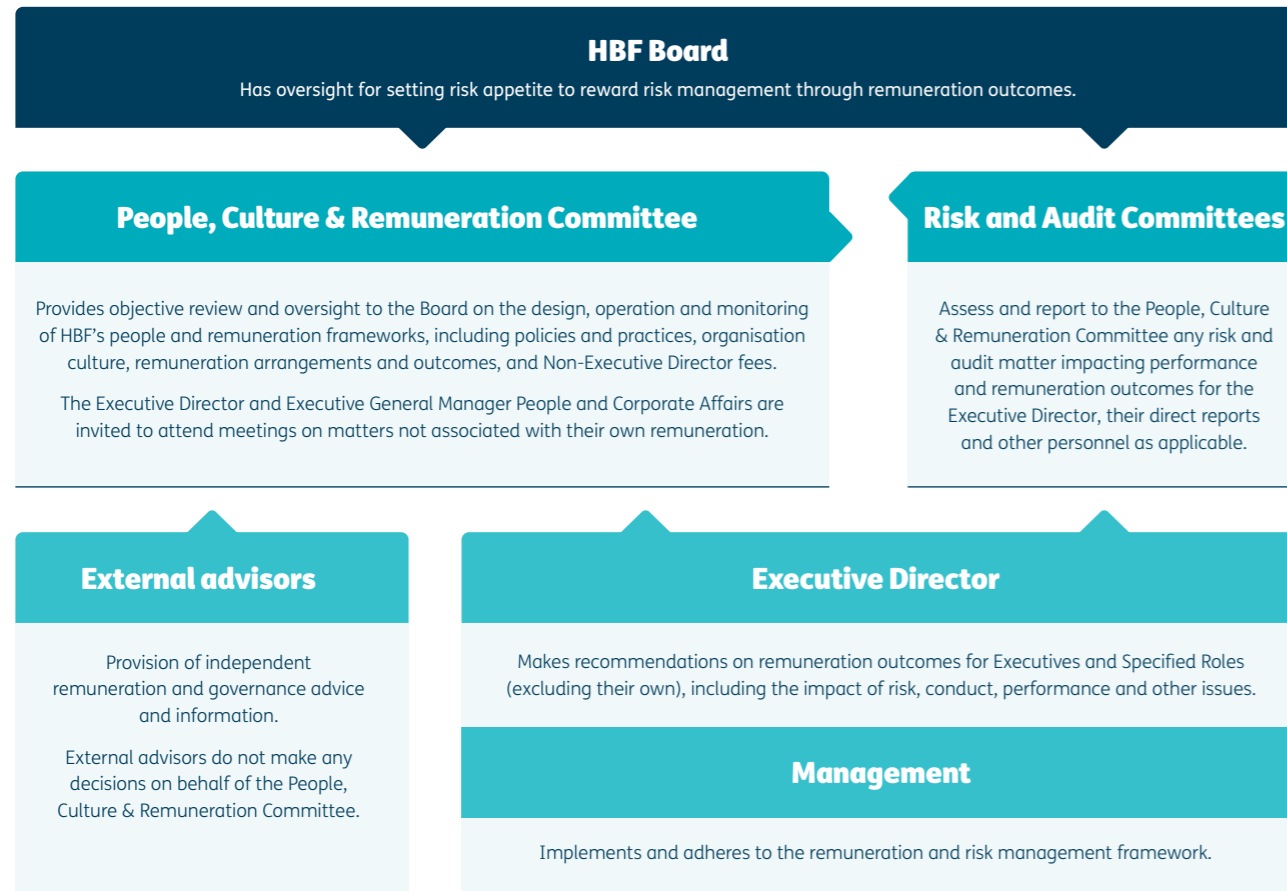 HBF Board
Has oversight for setting risk appetite to reward risk management through remuneration outcomes.
People, Culture & Remuneration Committee
Provides objective review and oversight to the Board on the design, operation and monitoring
of HBF's people and remuneration frameworks, including policies and practices, organisation
culture, remuneration arrangements and outcomes, and Non-Executive Director fees.
The Executive Director and Executive General Manager People and Corporate Affairs are
invited to attend meetings on matters not associated with their own remuneration.
Risk and Audit Committees
Assess and report to the People, Culture
& Remuneration Committee any risk and
audit matter impacting performance
and remuneration outcomes for the
Executive Director, their direct reports
and other personnel as applicable.
External advisors
Provision of independent
remuneration and governance advice
and information.
External advisors do not make any
decisions on behalf of the People,
Culture & Remuneration Committee.
Executive Director
Makes recommendations on remuneration outcomes for Executives and Specified Roles
(excluding their own), including the impact of risk, conduct, performance and other issues.
Management
Implements and adheres to the remuneration and risk management framework.